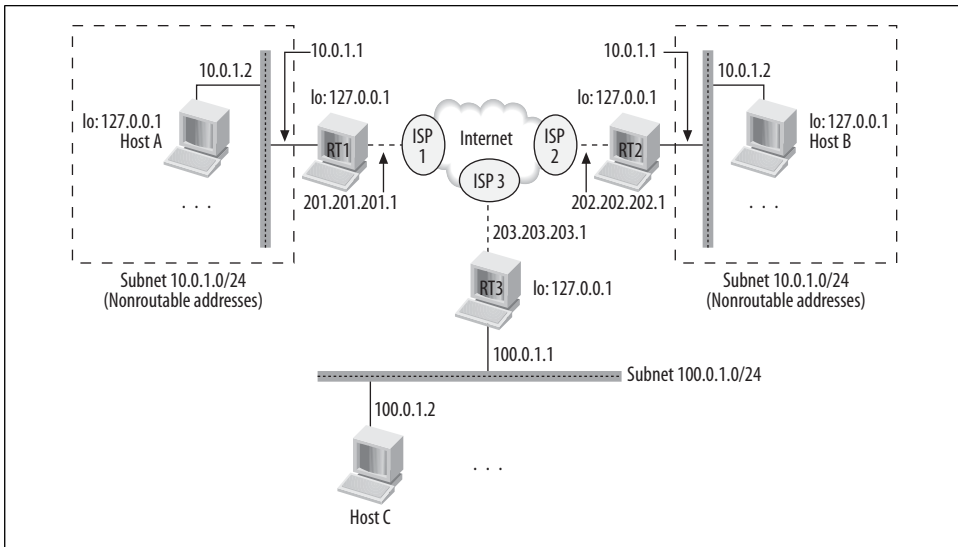 10.0.1.1
10.0.1.1
10.0.1.2
10.0.1.2
lo: 127.0.0.1
lo: 127.0.0.1
lo: 127.0.0.1
Host A
lo: 127.0.0.1
Host B
RT1
ISP
1
Internet
ISP
2
RT2
ISP 3
. . .
201.201.201.1
202.202.202.1
. . .
203.203.203.1
Subnet 10.0.1.0/24
(Nonroutable addresses)
Subnet 10.0.1.0/24
(Nonroutable addresses)
RT3
lo: 127.0.0.1
100.0.1.1
Subnet 100.0.1.0/24
100.0.1.2
. . .
Host C